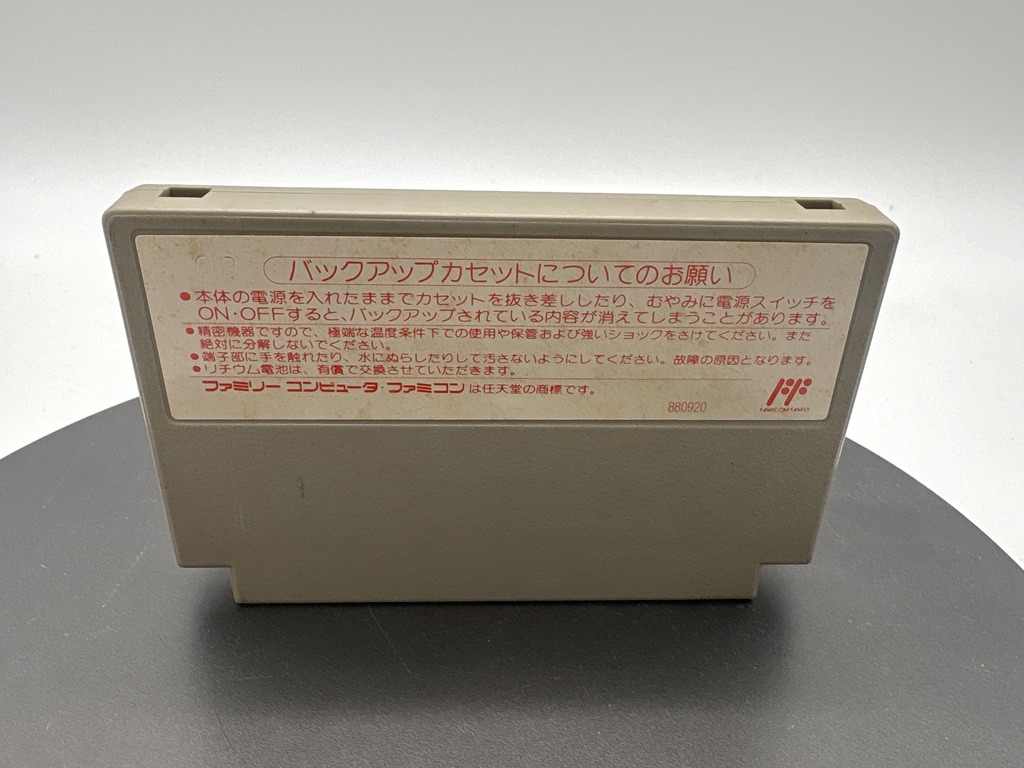 バックアップカセットについてのお願い
●本体の電源を入れたままでカセットを抜き差ししたり、むやみに電源スイッチを
ON・OFFすると、バックアップされている内容が消えてしまうことがあります。
●精密機器ですので、極端な温度条件下での使用や保管および強いショックをさけてください。また
絶対に分解しないでください。
●端子部に手を触れたり、水にぬらしたりして汚さないようにしてください。故障の原因となります。
●リチウム電池は、有償で交換させていただきます。
ファミリー コンピュータ・ファミコンは任天堂の商標です。
880920
FAMICOM FAMILY